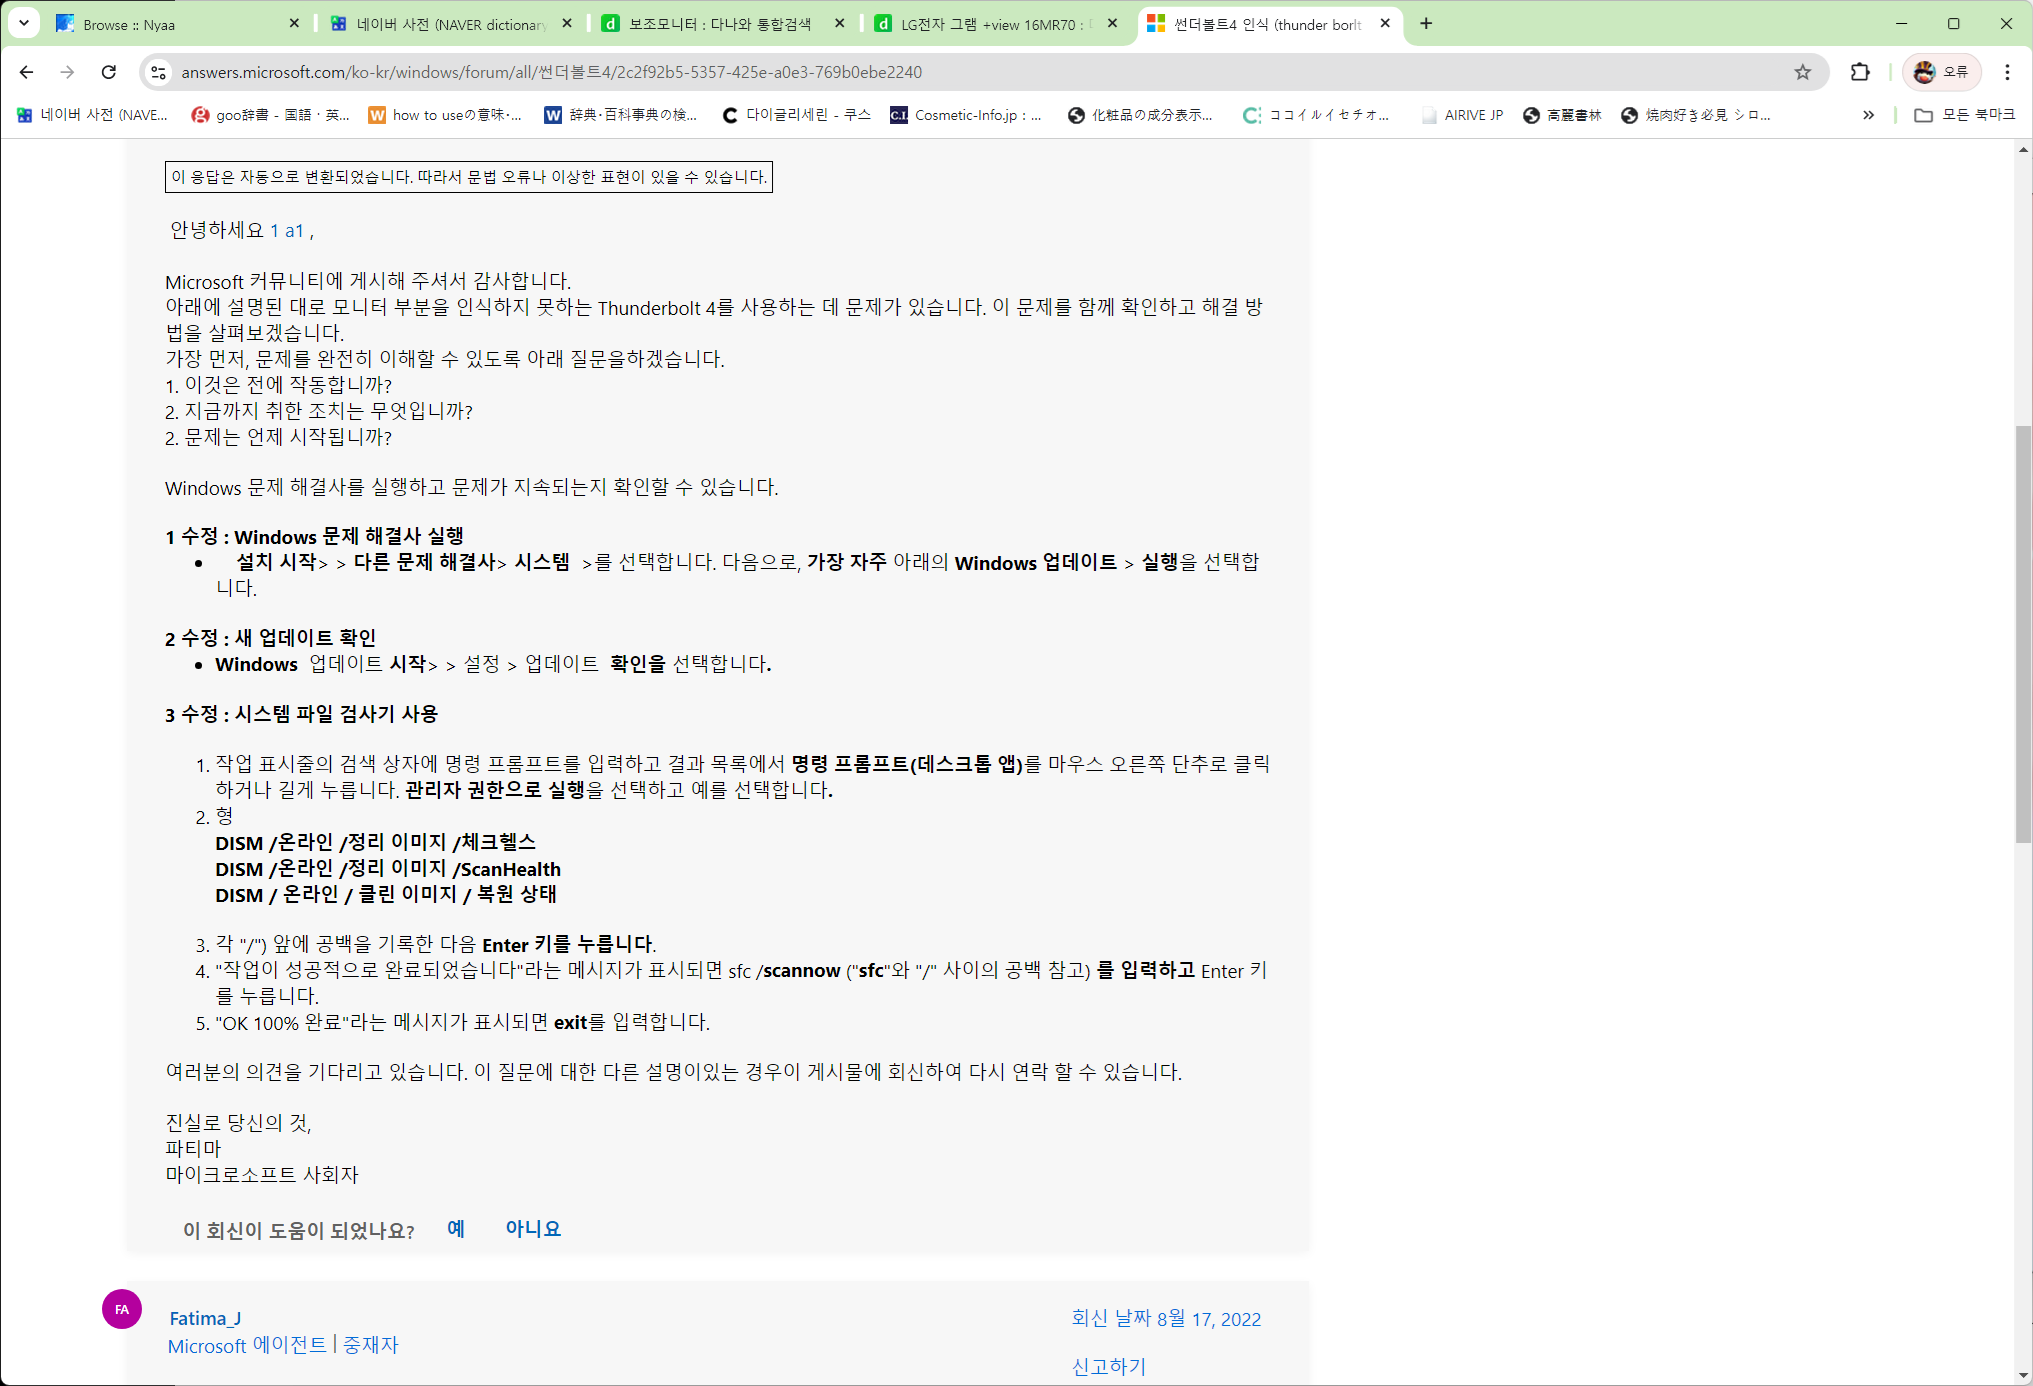 Browse :: Nyaa
네이버 사전 (NAVER dictionary
보조모니터 : 다나와 통합검색
LG전자 그램 +view 16MR70 :
썬더볼트4 인식 (thunder borlt
answers.microsoft.com/ko-kr/windows/forum/all/썬더볼트4/2c2f92b5-5357-425e-a0e3-769b0ebe2240
오류
네이버 사전 (NAVE...
goo辞書 - 国語・英...
how to useの意味・...
辞典・百科事典の検...
다이글리세린 - 쿠스
Cosmetic-Info.jp : ...
化粧品の成分表示...
ココイルイセチオ...
AIRIVE JP
高麗書林
焼肉好き必見 シロ...
모든 북마크
이 응답은 자동으로 변환되었습니다. 따라서 문법 오류나 이상한 표현이 있을 수 있습니다.
안녕하세요 1 a1 ,
Microsoft 커뮤니티에 게시해 주셔서 감사합니다.
아래에 설명된 대로 모니터 부분을 인식하지 못하는 Thunderbolt 4를 사용하는 데 문제가 있습니다. 이 문제를 함께 확인하고 해결 방
법을 살펴보겠습니다.
가장 먼저, 문제를 완전히 이해할 수 있도록 아래 질문을하겠습니다.
1. 이것은 전에 작동합니까?
2. 지금까지 취한 조치는 무엇입니까?
2. 문제는 언제 시작됩니까?
Windows 문제 해결사를 실행하고 문제가 지속되는지 확인할 수 있습니다.
1 수정 : Windows 문제 해결사 실행
• 설치 시작> > 다른 문제 해결사> 시스템 >를 선택합니다. 다음으로, 가장 자주 아래의 Windows 업데이트 > 실행을 선택합
니다.
2 수정 : 새 업데이트 확인
• Windows 업데이트 시작> > 설정 > 업데이트 확인을 선택합니다.
3 수정 : 시스템 파일 검사기 사용
1. 작업 표시줄의 검색 상자에 명령 프롬프트를 입력하고 결과 목록에서 명령 프롬프트(데스크톱 앱)를 마우스 오른쪽 단추로 클릭
하거나 길게 누릅니다. 관리자 권한으로 실행을 선택하고 예를 선택합니다.
2. 형
DISM /온라인 /정리 이미지 /체크헬스
DISM /온라인 /정리 이미지 /ScanHealth
DISM / 온라인 / 클린 이미지 / 복원 상태
3. 각 "/") 앞에 공백을 기록한 다음 Enter 키를 누릅니다.
4. "작업이 성공적으로 완료되었습니다"라는 메시지가 표시되면 sfc /scannow ("sfc"와 "/" 사이의 공백 참고) 를 입력하고 Enter 키
를 누릅니다.
5. "OK 100% 완료"라는 메시지가 표시되면 exit를 입력합니다.
여러분의 의견을 기다리고 있습니다. 이 질문에 대한 다른 설명이있는 경우이 게시물에 회신하여 다시 연락 할 수 있습니다.
진실로 당신의 것,
파티마
마이크로소프트 사회자
이 회신이 도움이 되었나요? 예 아니요
FA
Fatima_J
Microsoft 에이전트 | 중재자
회신 날짜 8월 17, 2022
신고하기